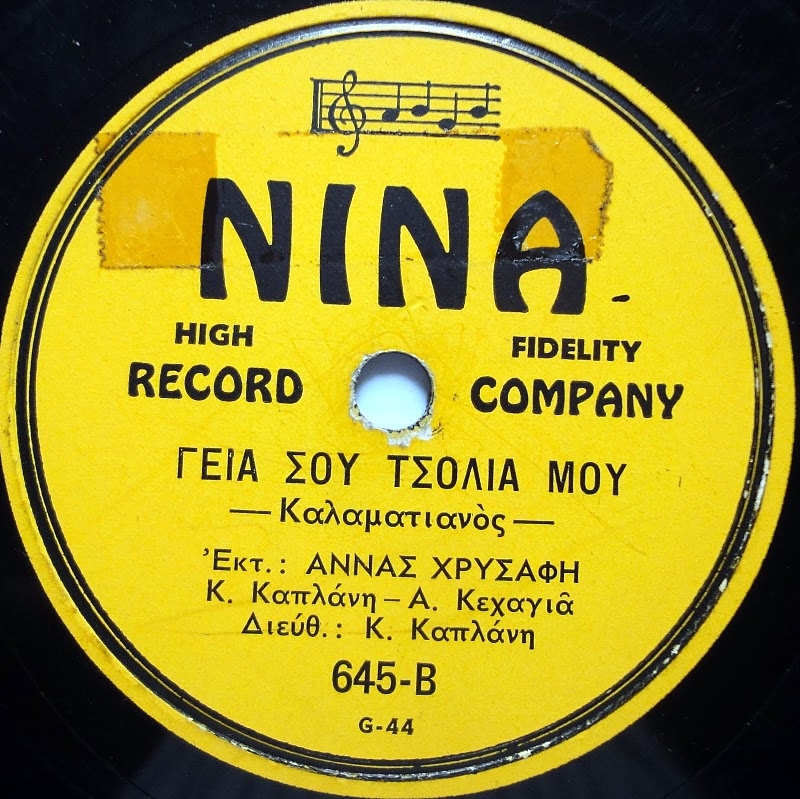 NINA
HIGH FIDELITY
RECORD COMPANY
ΓΕΙΑ ΣΟΥ ΤΣΟΛΙΑ ΜΟΥ
— Καλαματιανὸς —
Ἐκτ.: ΑΝΝΑΣ ΧΡΥΣΑΦΗ
Κ. Καπλάνη – Α. Κεχαγιᾶ
Διεύθ.: Κ. Καπλάνη
645-B
G-44